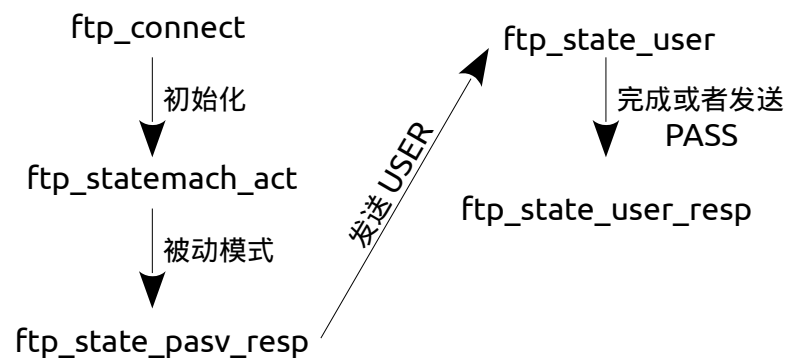 ftp_connect
初始化
ftp_statemach_act
被动模式
ftp_state_pasv_resp
发送 USER
ftp_state_user
完成或者发送
PASS
ftp_state_user_resp